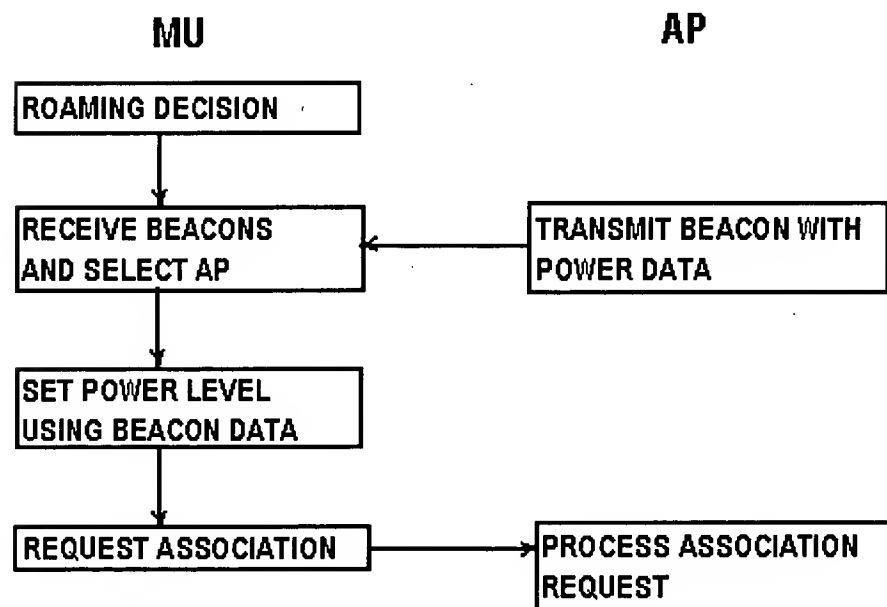 MU
AP
ROAMING DECISION
RECEIVE BEACONS
AND SELECT AP
TRANSMIT BEACON WITH
POWER DATA
SET POWER LEVEL
USING BEACON DATA
REQUEST ASSOCIATION
PROCESS ASSOCIATION
REQUEST